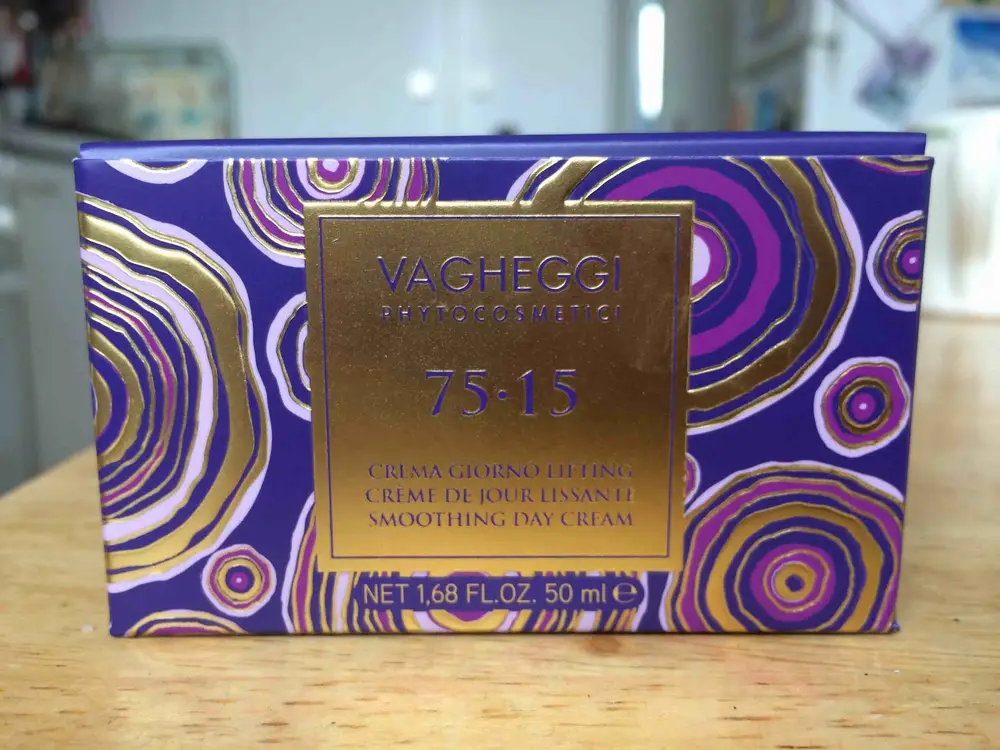 VAGHEGGI
PHYTOCOSMETICI
75·15
CREMA GIORNO LIFTING
CRÈME DE JOUR LISSANTE
SMOOTHING DAY CREAM
NET 1,68 FL.OZ. 50 ml ℮